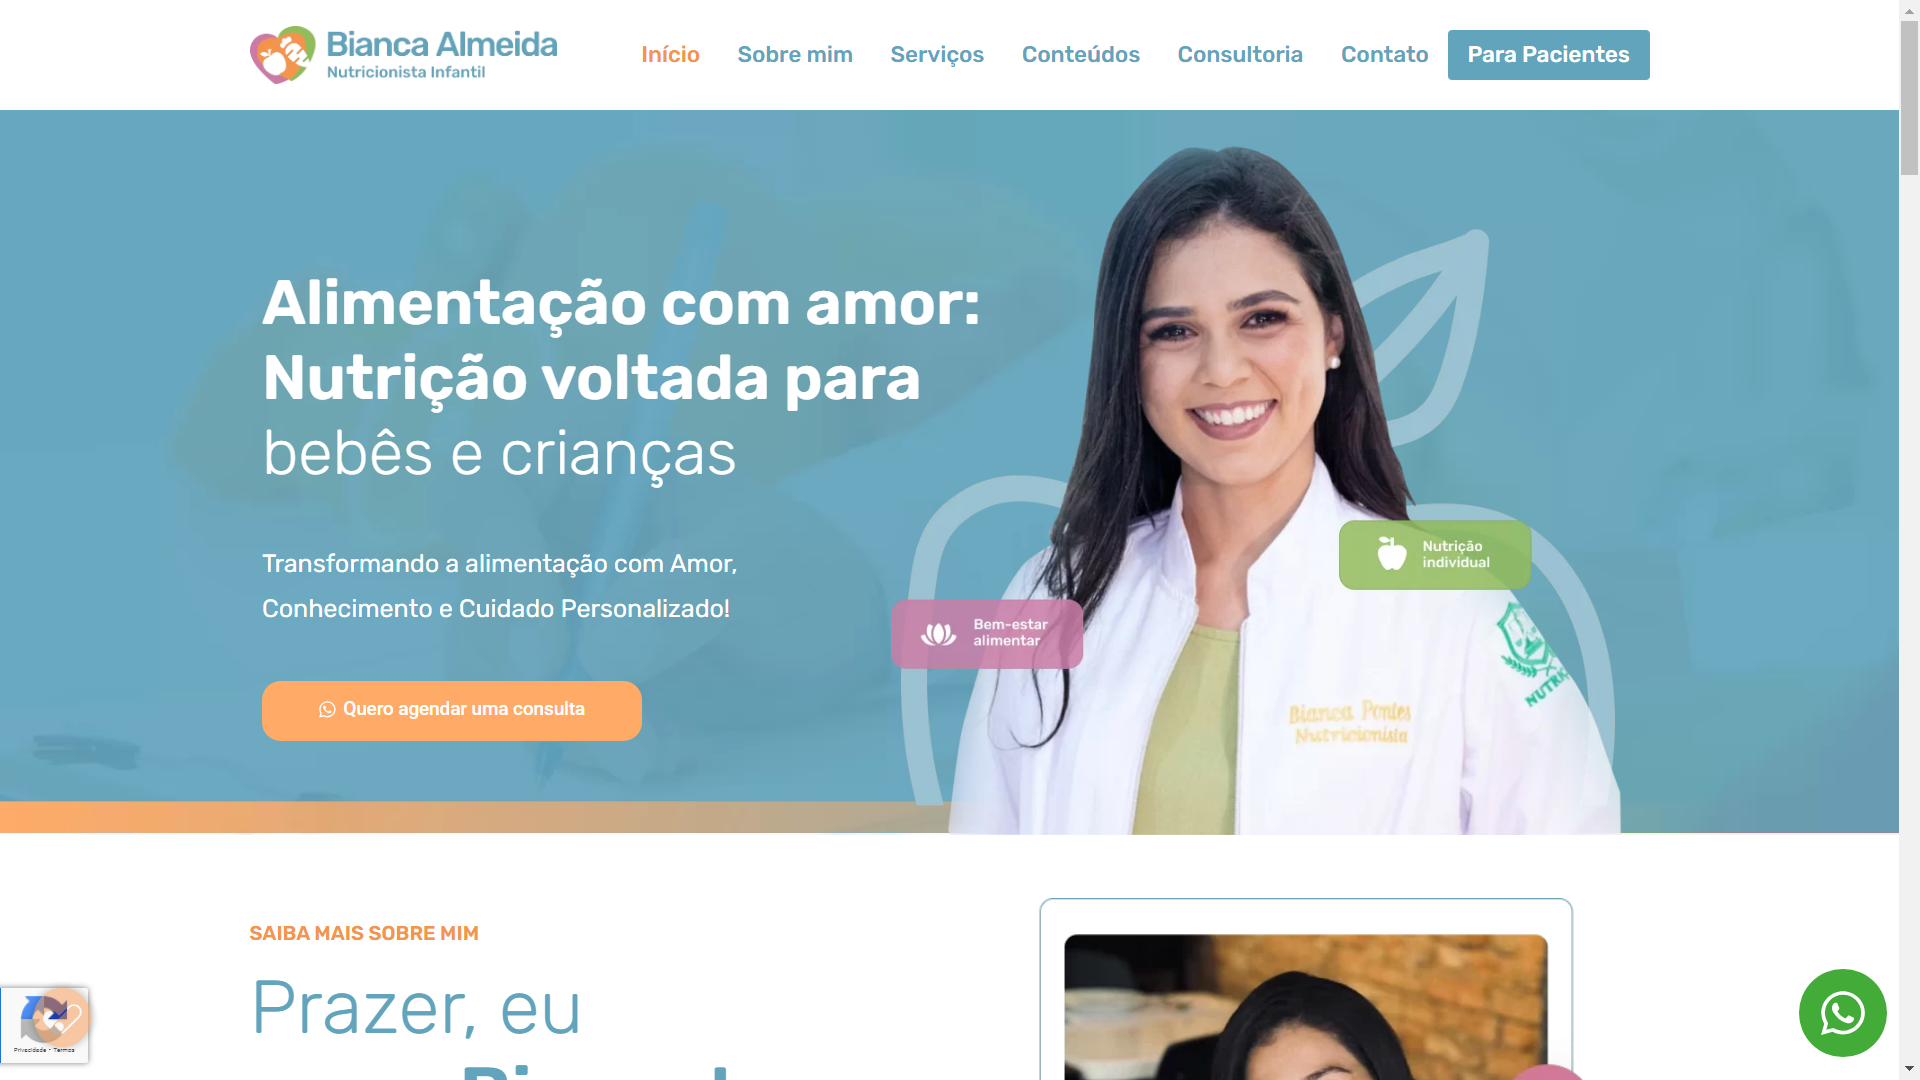 Bianca Almeida
Nutricionista Infantil
Início
Sobre mim
Serviços
Conteúdos
Consultoria
Contato
Para Pacientes
Alimentação com amor:
Nutrição voltada para
bebês e crianças
Transformando a alimentação com Amor,
Conhecimento e Cuidado Personalizado!
Quero agendar uma consulta
Nutrição
individual
Bem-estar
alimentar
Bianca Pontes
Nutricionista
SAIBA MAIS SOBRE MIM
Prazer, eu
Privacidade - Termos